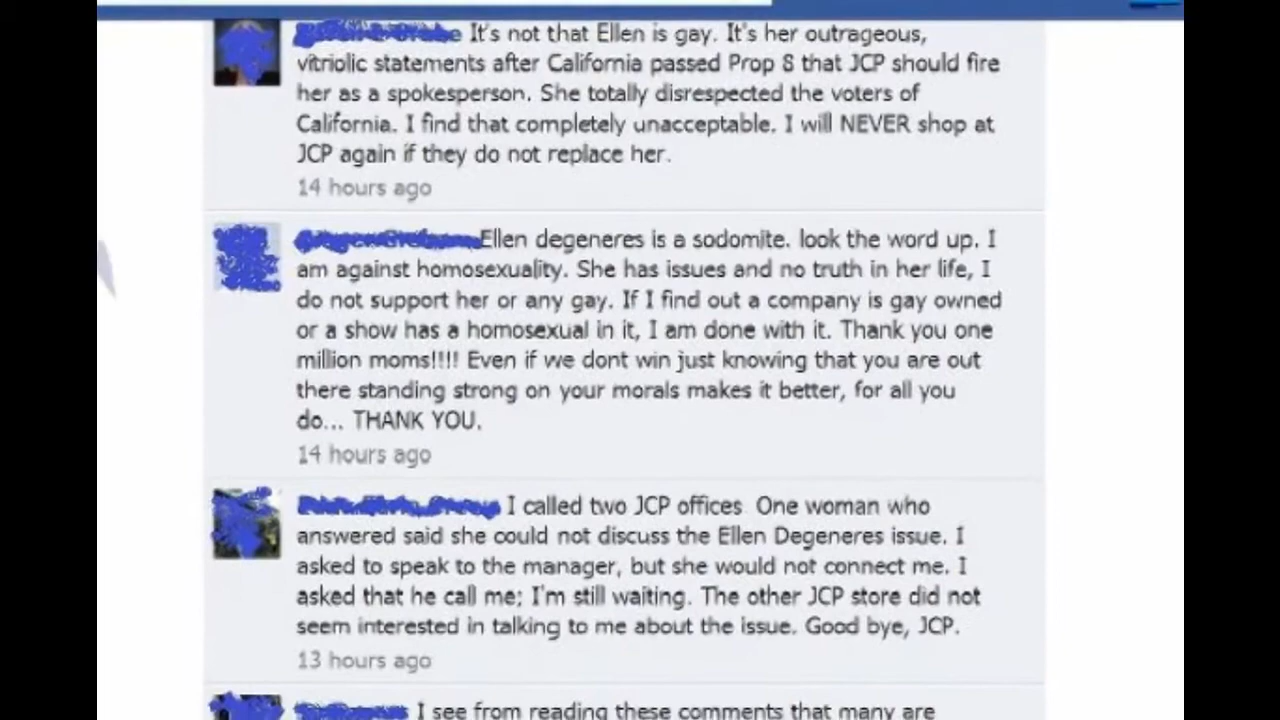 It's not that Ellen is gay. It's her outrageous,
vitriolic statements after California passed Prop 8 that JCP should fire
her as a spokesperson. She totally disrespected the voters of
California. I find that completely unacceptable. I will NEVER shop at
JCP again if they do not replace her.
14 hours ago
Ellen degeneres is a sodomite. look the word up. I
am against homosexuality. She has issues and no truth in her life, I
do not support her or any gay. If I find out a company is gay owned
or a show has a homosexual in it, I am done with it. Thank you one
million moms!!!! Even if we dont win just knowing that you are out
there standing strong on your morals makes it better, for all you
do... THANK YOU.
14 hours ago
I called two JCP offices. One woman who
answered said she could not discuss the Ellen Degeneres issue. I
asked to speak to the manager, but she would not connect me. I
asked that he call me; I'm still waiting. The other JCP store did not
seem interested in talking to me about the issue. Good bye, JCP.
13 hours ago
I see from reading these comments that many are